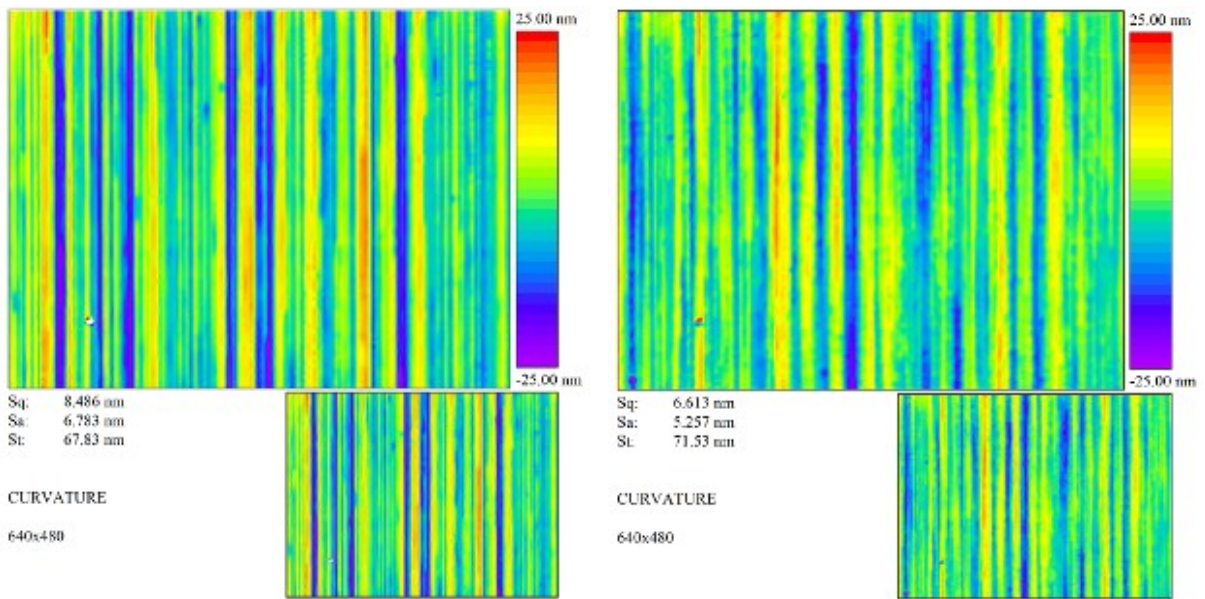 25.00 nm
-25.00 nm
Sq: 8.486 nm
Sa: 6.783 nm
St: 67.83 nm
CURVATURE
640x480
25.00 nm
-25.00 nm
Sq: 6.613 nm
Sa: 5.257 nm
St: 71.53 nm
CURVATURE
640x480